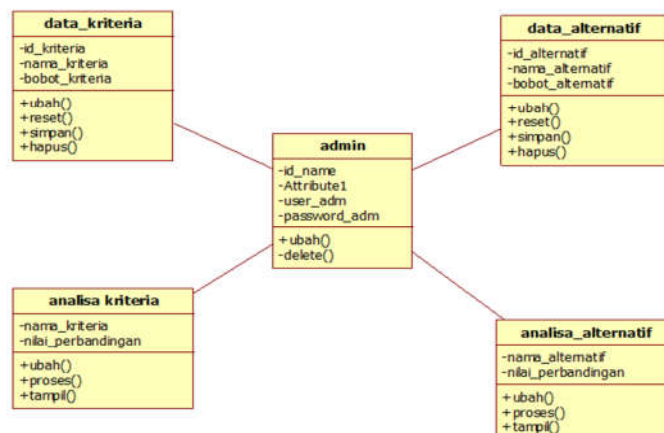 data_kriteria
-id_kriteria
-nama_kriteria
-bobot_kriteria
+ubah()
+reset()
+simpan()
+hapus()
data_alternatif
-id_alternatif
-nama_alternatif
-bobot_alternatif
+ubah()
+reset()
+simpan()
+hapus()
admin
-id_name
-Attribute1
-user_adm
-password_adm
+ubah()
-delete()
analisa kriteria
-nama_kriteria
-nilai_perbandingan
+ubah()
+proses()
+tampil()
analisa_alternatif
-nama_alternatif
-nilai_perbandingan
+ubah()
+proses()
+tampil()